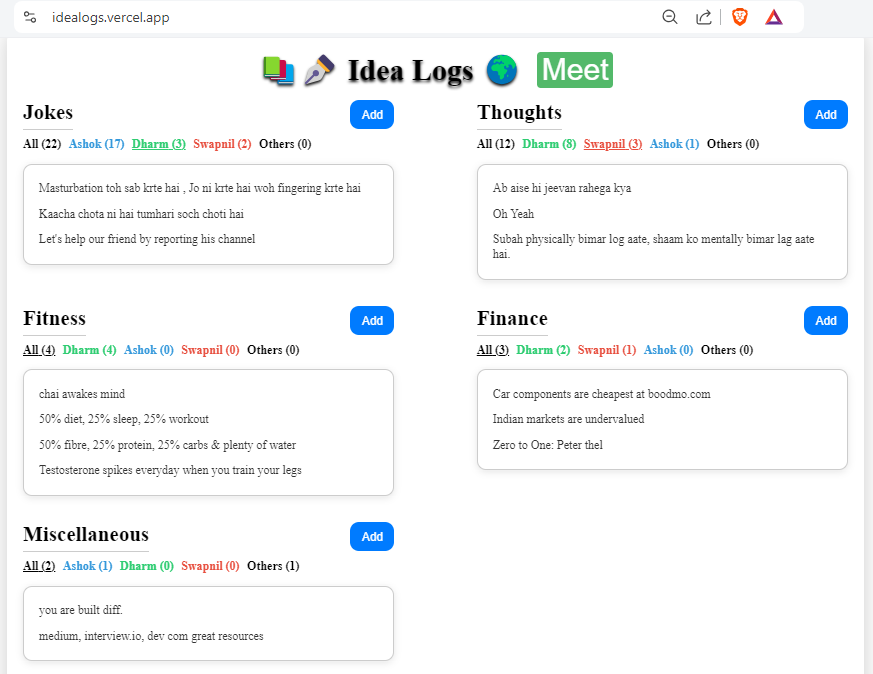 idealogs.vercel.app
Idea Logs Meet
Jokes
Add
All (22) Ashok (17) Dharm (3) Swapnil (2) Others (0)
Masturbation toh sab krte hai , Jo ni krte hai woh fingering krte hai
Kaacha chota ni hai tumhari soch choti hai
Let's help our friend by reporting his channel
Thoughts
Add
All (12) Dharm (8) Swapnil (3) Ashok (1) Others (0)
Ab aise hi jeevan rahega kya
Oh Yeah
Subah physically bimar log aate, shaam ko mentally bimar lag aate
hai.
Fitness
Add
All (4) Dharm (4) Ashok (0) Swapnil (0) Others (0)
chai awakes mind
50% diet, 25% sleep, 25% workout
50% fibre, 25% protein, 25% carbs & plenty of water
Testosterone spikes everyday when you train your legs
Finance
Add
All (3) Dharm (2) Swapnil (1) Ashok (0) Others (0)
Car components are cheapest at boodmo.com
Indian markets are undervalued
Zero to One: Peter thel
Miscellaneous
Add
All (2) Ashok (1) Dharm (0) Swapnil (0) Others (1)
you are built diff.
medium, interview.io, dev com great resources